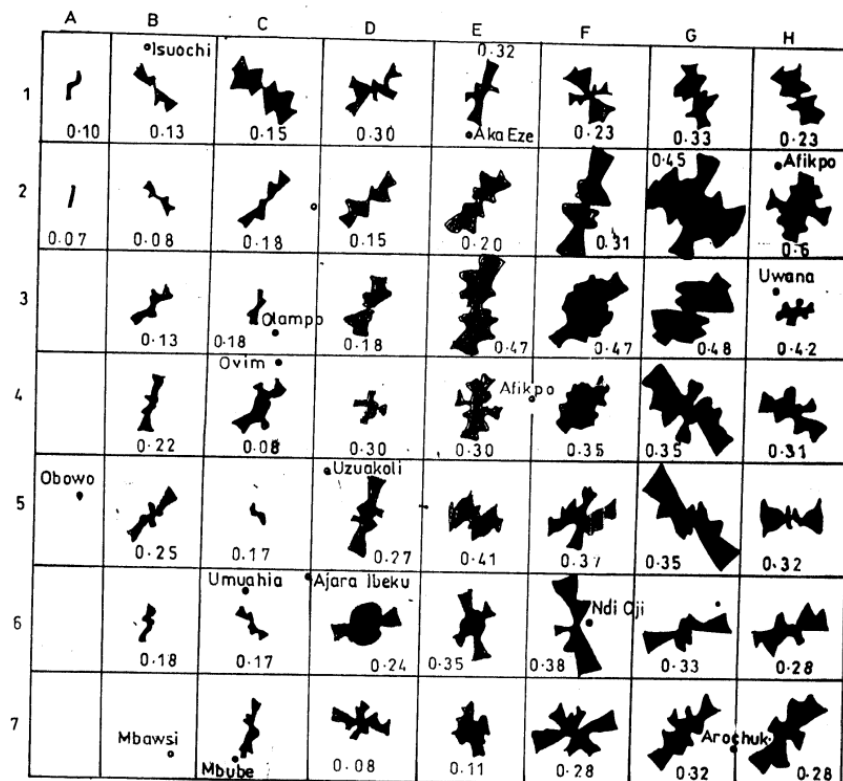 A B C D E F G H
1
Isuochi
0.32
0.10 0.13 0.15 0.30 Aka Eze 0.23 0.33 0.23
2
0.45 Afikpo
0.07 0.08 0.18 0.15 0.20 0.31 0.6
3
Uwana
Olampo
0.13 0.18 0.18 0.47 0.47 0.48 0.42
4
Ovim
Afikpo
0.22 0.08 0.30 0.30 0.35 0.35 0.31
5
Obowo
Uzuakoli
0.25 0.17 0.27 0.41 0.37 0.35 0.32
6
Umuahia Ajara Ibeku
Ndi Oji
0.18 0.17 0.24 0.35 0.38 0.33 0.28
7
Mbawsi
Mbube
Arochuk.
0.08 0.11 0.28 0.32 0.28